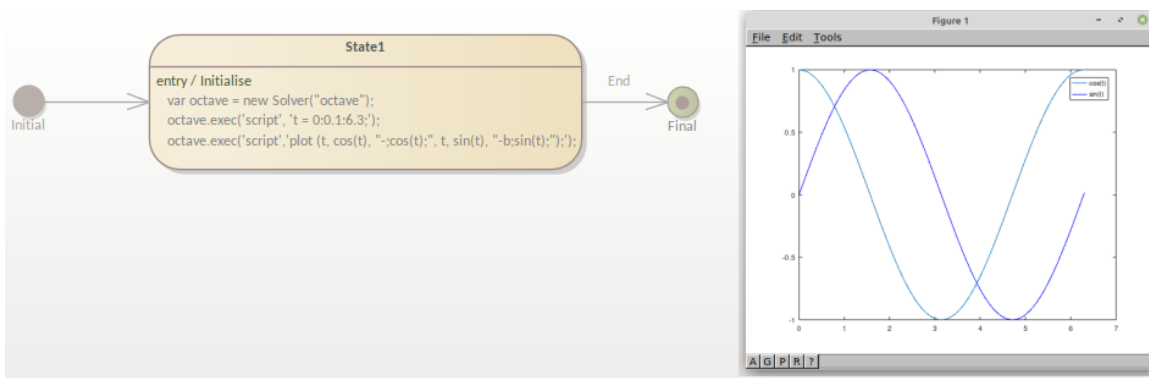 State1
entry / Initialise
var octave = new Solver("octave");
octave.exec('script', 't = 0:0.1:6.3;');
octave.exec('script','plot (t, cos(t), "-;cos(t);", t, sin(t), "-b;sin(t);");');
Initial
End
Final
Figure 1
File Edit Tools
cos(t)
sin(t)
1
0.5
0
-0.5
-1
0 1 2 3 4 5 6 7
A G P R ?